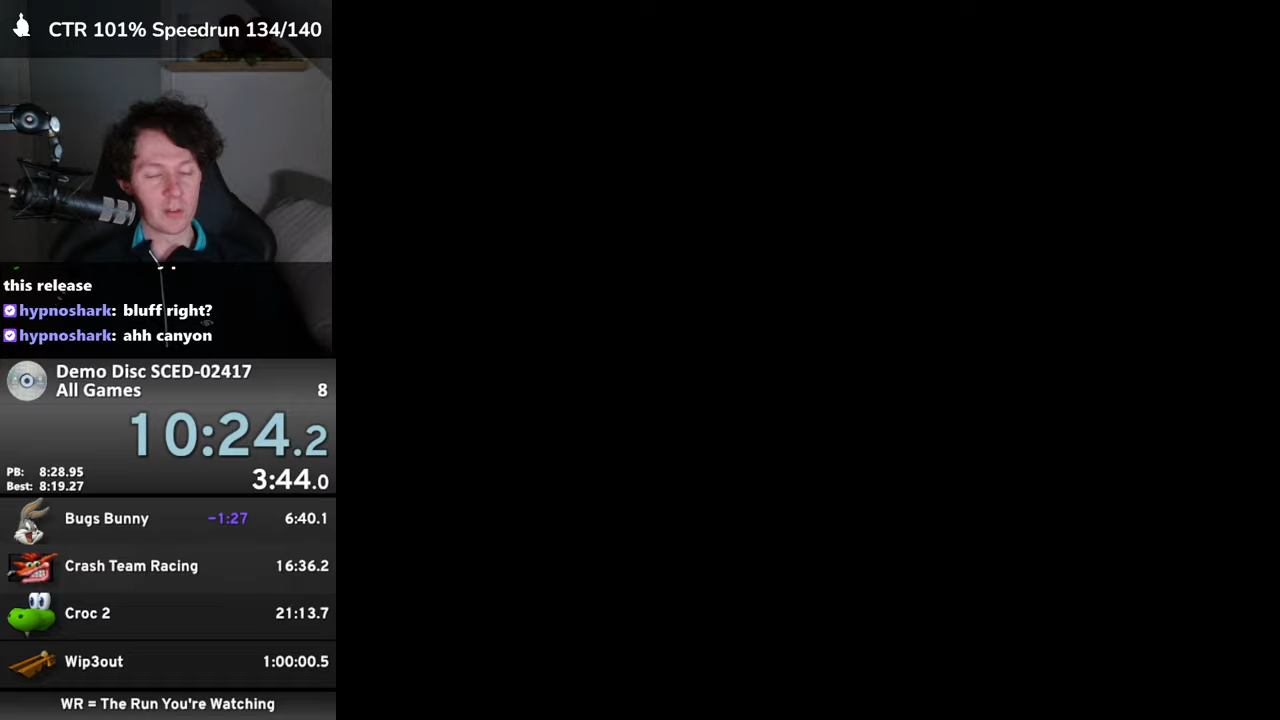 CTR 101% Speedrun 134/140
this release
hypnoshark: bluff right?
hypnoshark: ahh canyon
Demo Disc SCED-02417
All Games 8
10:24.2
PB: 8:28.95
Best: 8:19.27
3:44.0
Bugs Bunny -1:27 6:40.1
Crash Team Racing 16:36.2
Croc 2 21:13.7
Wip3out 1:00:00.5
WR = The Run You're Watching